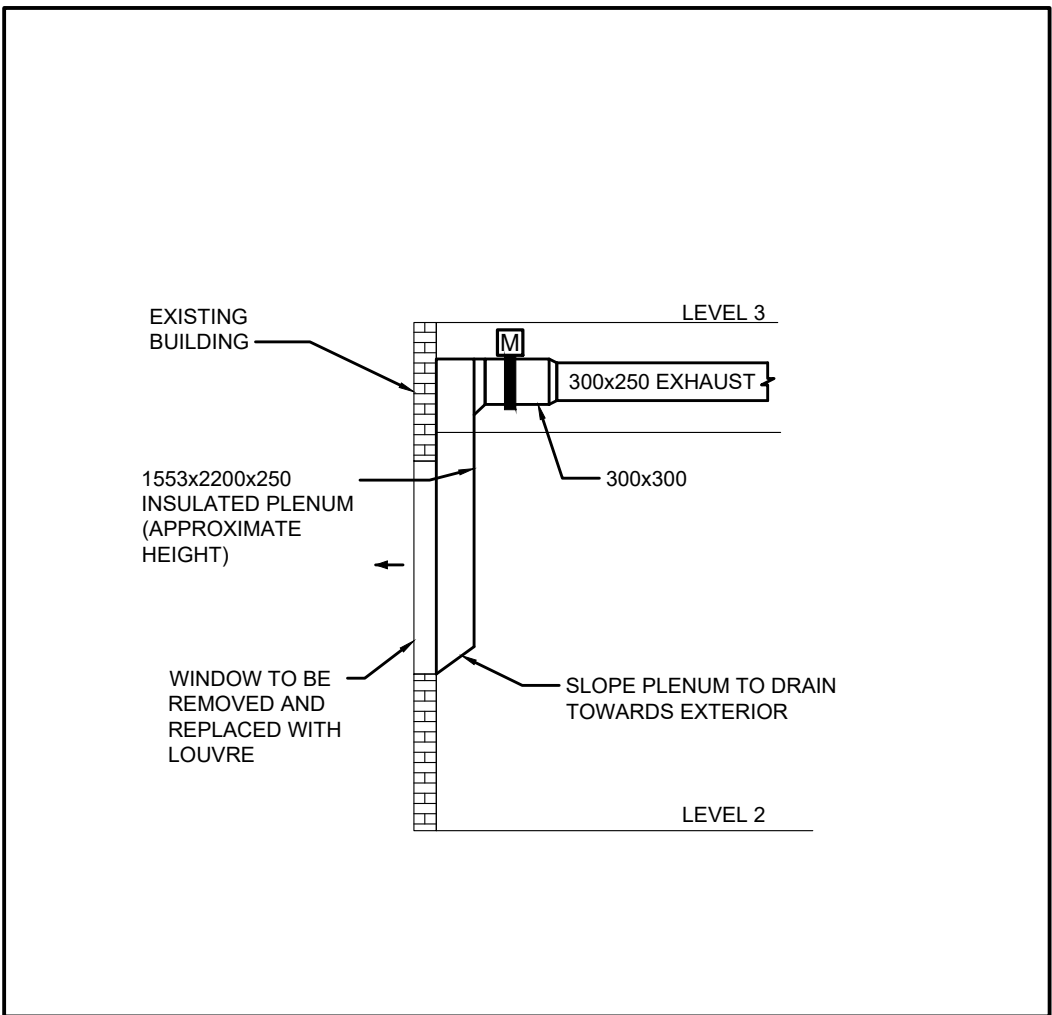 LEVEL 3
EXISTING
BUILDING
M
300x250 EXHAUST
1553x2200x250
INSULATED PLENUM
(APPROXIMATE
HEIGHT)
300x300
WINDOW TO BE
REMOVED AND
REPLACED WITH
LOUVRE
SLOPE PLENUM TO DRAIN
TOWARDS EXTERIOR
LEVEL 2